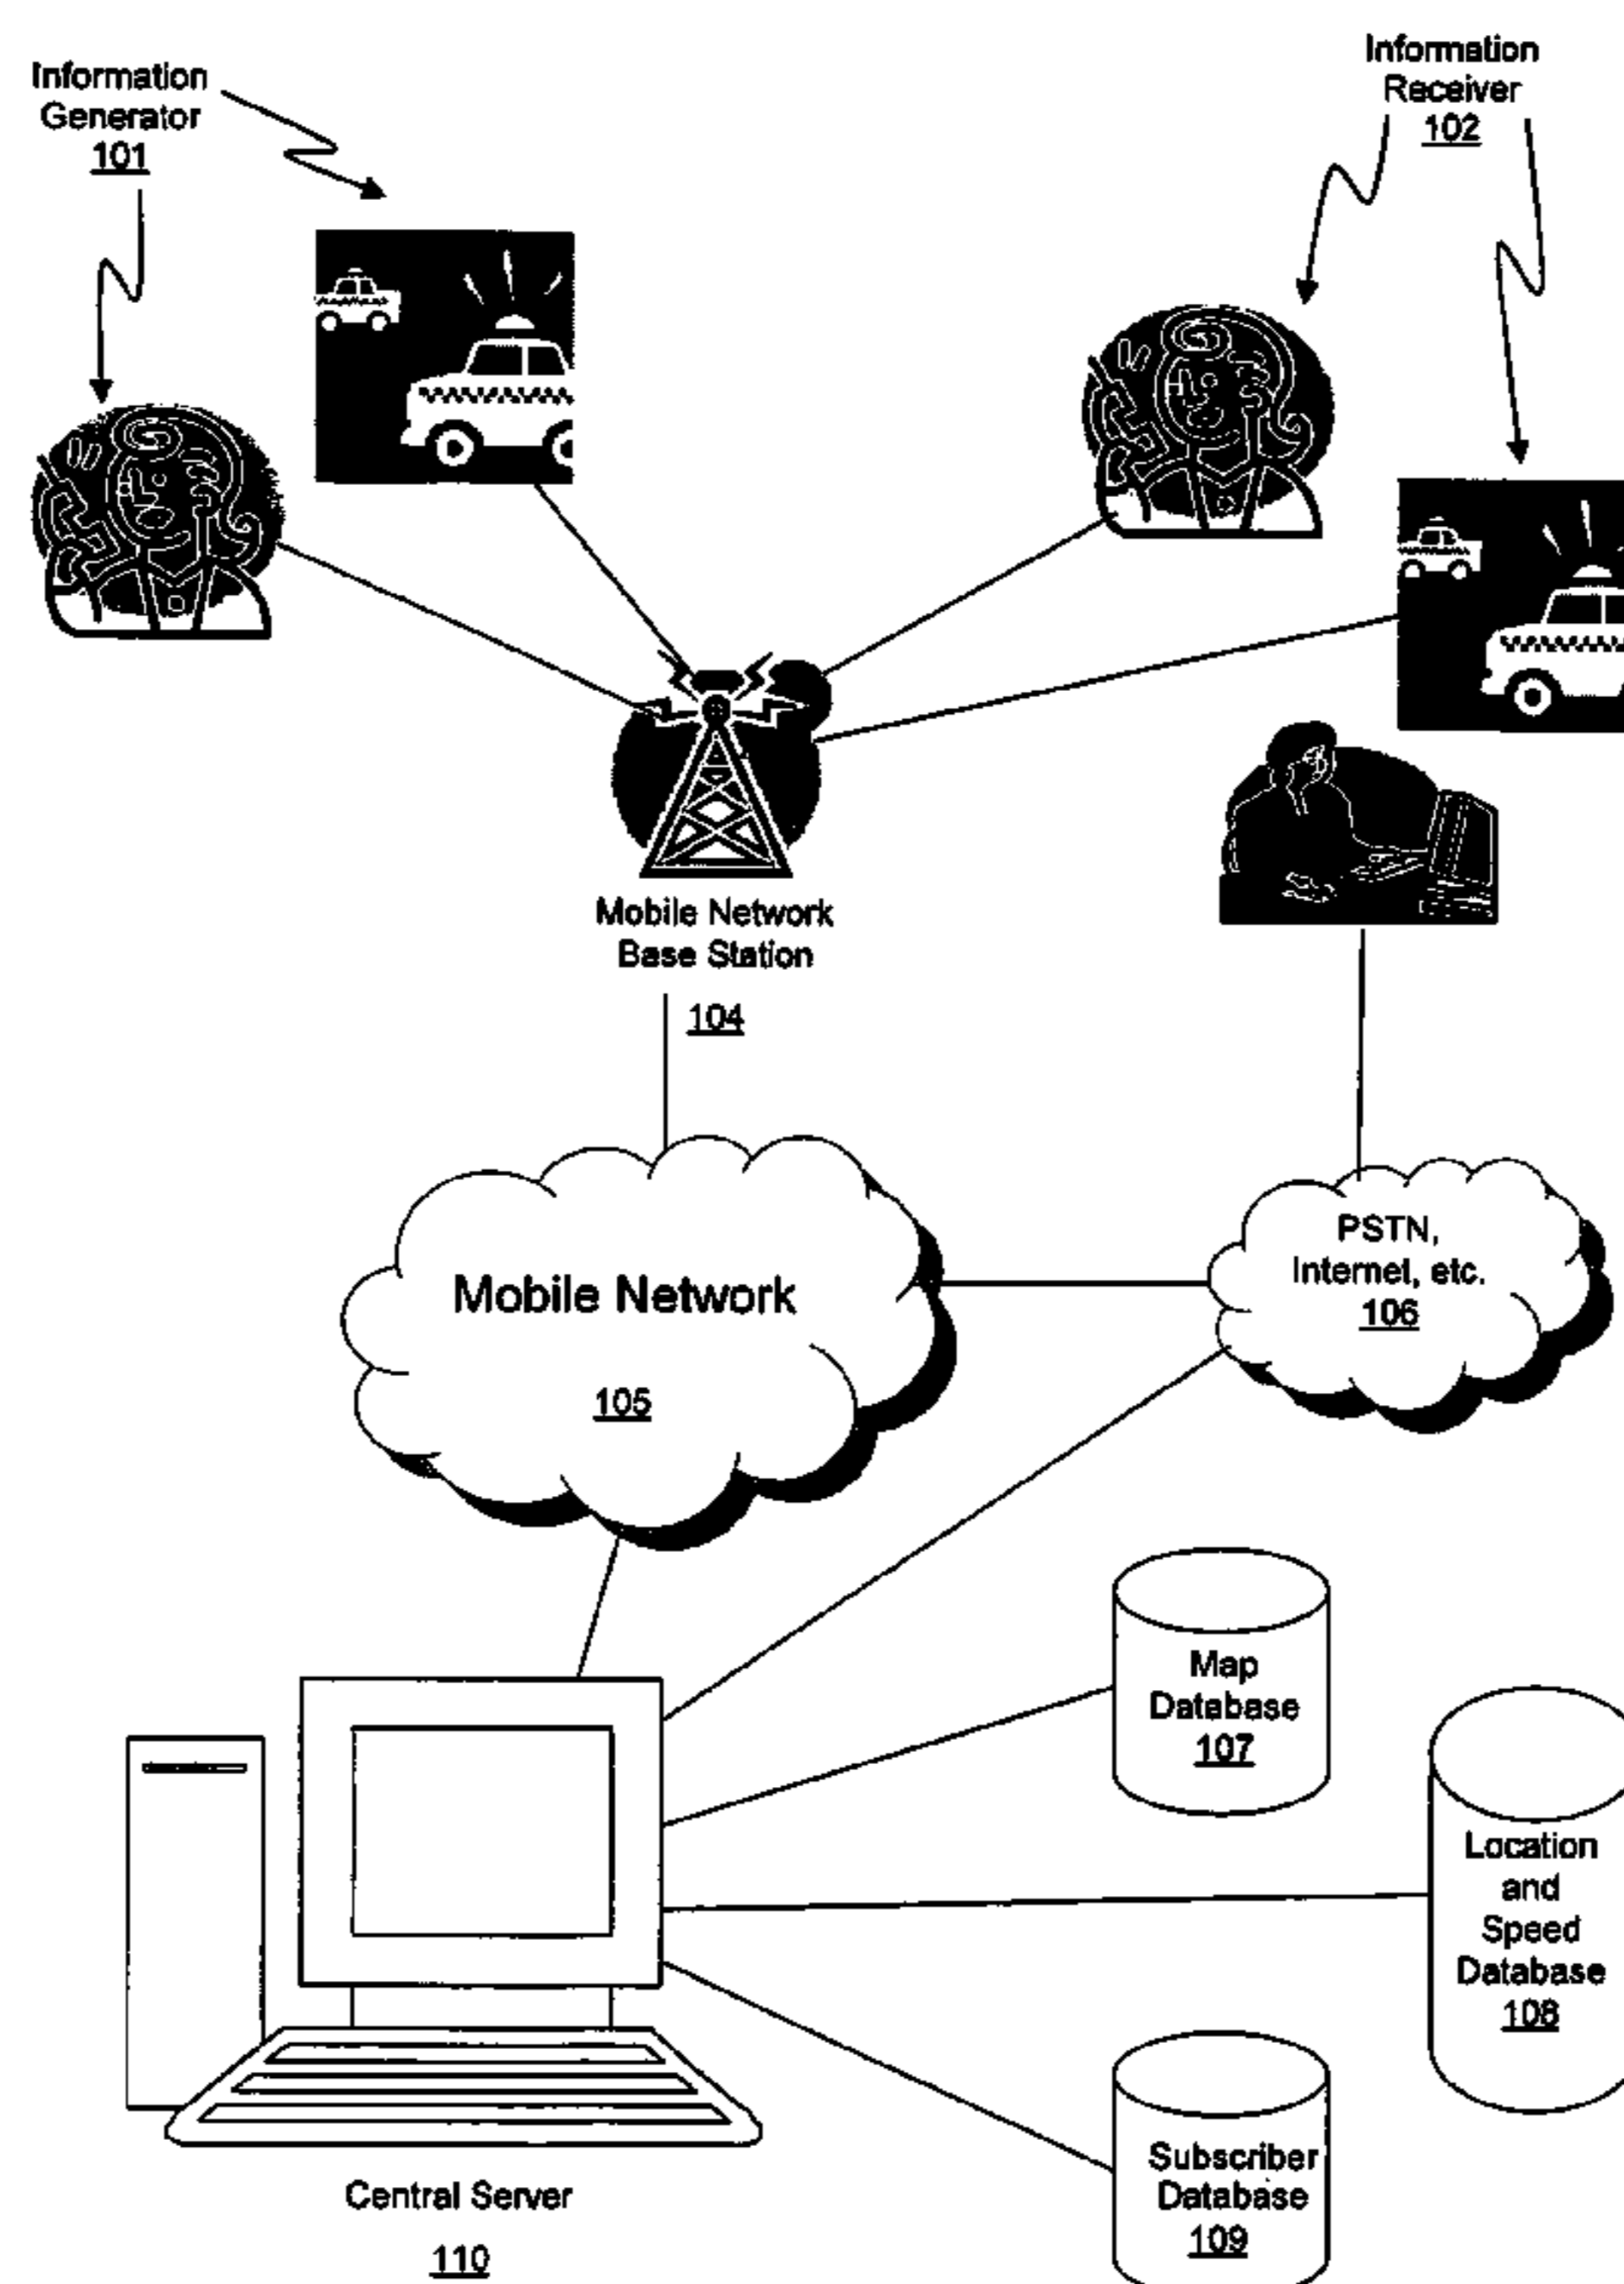 Information
Generator
101
Information
Receiver
102
Mobile Network
Base Station
104
Mobile Network
105
PSTN,
Internet, etc.
106
Map
Database
107
Location
and
Speed
Database
108
Subscriber
Database
109
Central Server
110